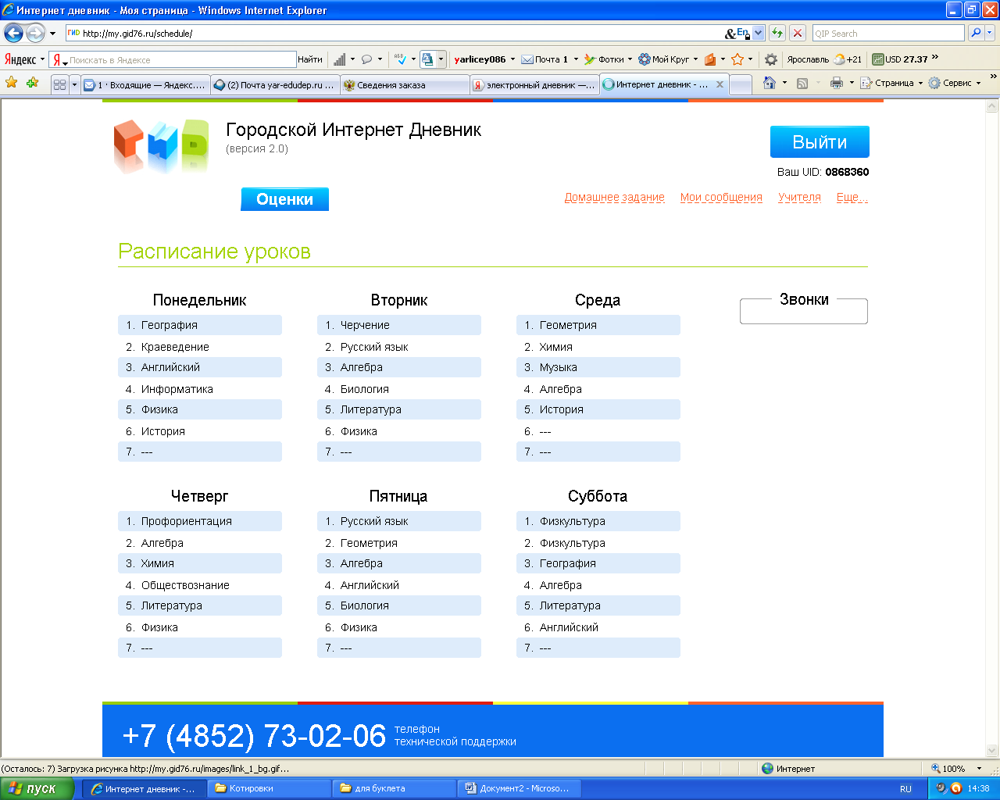 Интернет дневник - Моя страница - Windows Internet Explorer
ГИД http://my.gid76.ru/schedule/
En
QIP Search
Яндекс
Я Поискать в Яндексе
Найти
yarlicey086
Почта 1
Фотки
Мой Круг
Ярославль +21
USD 27.37
1 · Входящие — Яндекс....
(2) Почта yar-edudep.ru ...
Сведения заказа
электронный дневник —...
Интернет дневник - ...
Страница
Сервис
Городской Интернет Дневник
(версия 2.0)
Выйти
Ваш UID: 0868360
Оценки
Домашнее задание
Мои сообщения
Учителя
Еще...
Расписание уроков
Понедельник
1. География
2. Краеведение
3. Английский
4. Информатика
5. Физика
6. История
7. ---
Вторник
1. Черчение
2. Русский язык
3. Алгебра
4. Биология
5. Литература
6. Физика
7. ---
Среда
1. Геометрия
2. Химия
3. Музыка
4. Алгебра
5. История
6. ---
7. ---
Звонки
Четверг
1. Профориентация
2. Алгебра
3. Химия
4. Обществознание
5. Литература
6. Физика
7. ---
Пятница
1. Русский язык
2. Геометрия
3. Алгебра
4. Английский
5. Биология
6. Физика
7. ---
Суббота
1. Физкультура
2. Физкультура
3. География
4. Алгебра
5. Литература
6. Английский
7. ---
+7 (4852) 73-02-06
телефон
технической поддержки
(Осталось: 7) Загрузка рисунка http://my.gid76.ru/images/link_1_bg.gif...
Интернет
100%
пуск
Интернет дневник -...
Котировки
для буклета
Документ2 - Microso...
RU
14:38